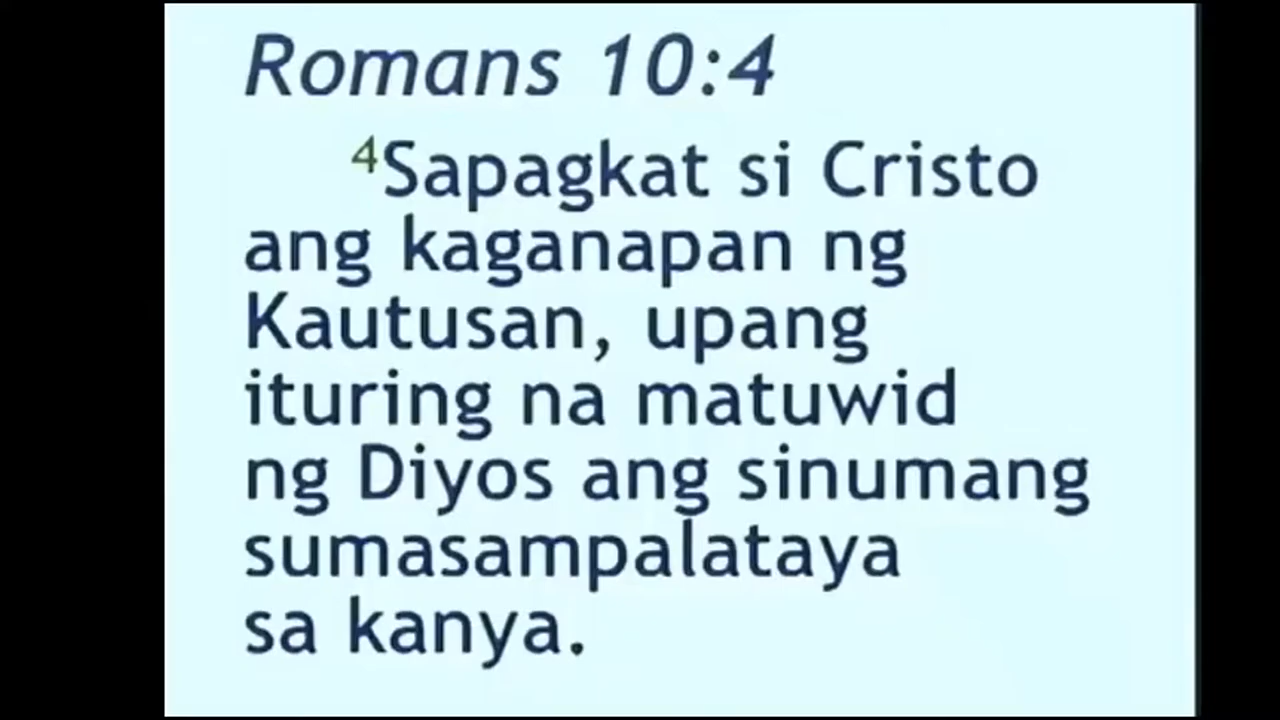 Romans 10:4
4Sapagkat si Cristo
ang kaganapan ng
Kautusan, upang
ituring na matuwid
ng Diyos ang sinumang
sumasampalataya
sa kanya.